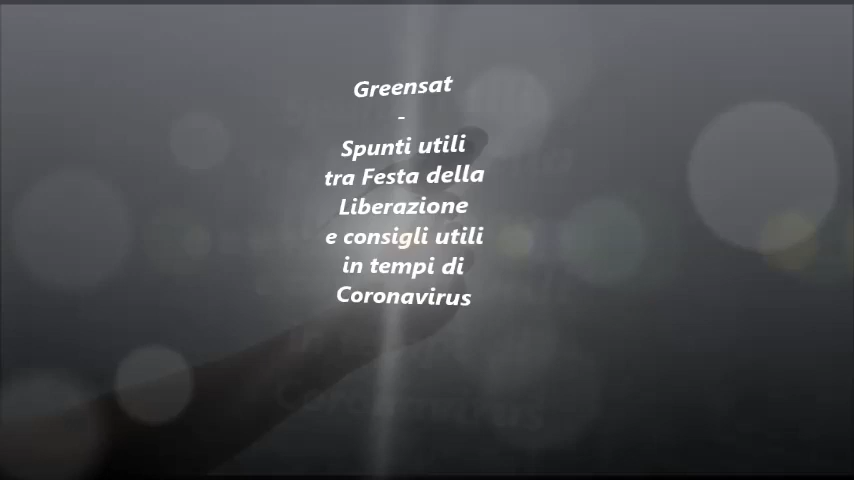 Greensat
-
Spunti utili
tra Festa della
Liberazione
e consigli utili
in tempi di
Coronavirus